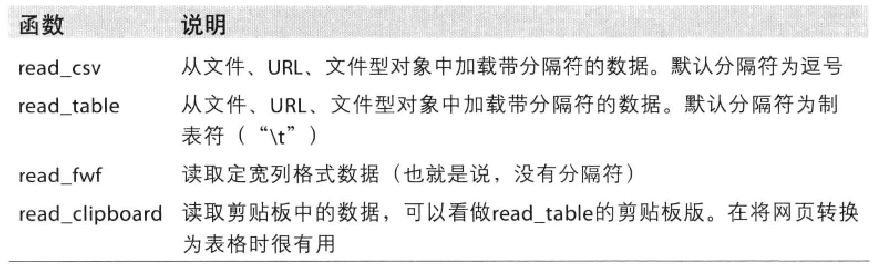 函数 说明
read_csv 从文件、URL、文件型对象中加载带分隔符的数据。默认分隔符为逗号
read_table 从文件、URL、文件型对象中加载带分隔符的数据。默认分隔符为制
表符（“\t”）
read_fwf 读取定宽列格式数据（也就是说，没有分隔符）
read_clipboard 读取剪贴板中的数据，可以看做read_table的剪贴板版。在将网页转换
为表格时很有用